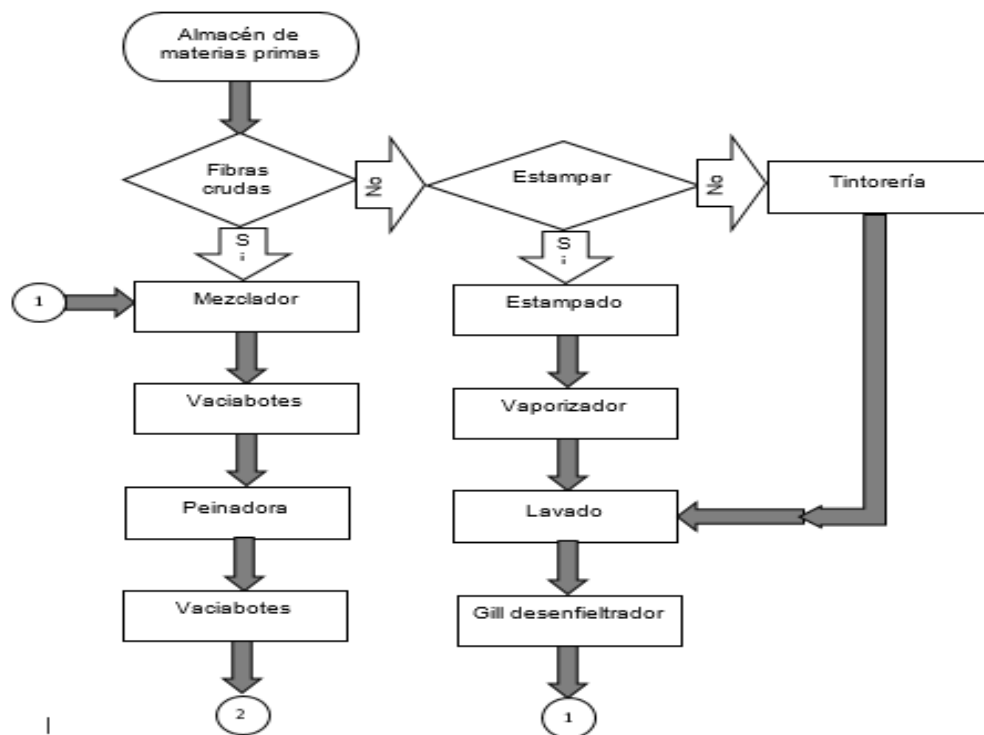 Almacén de
materias primas
Fibras
crudas
No
Estampar
No
Tintorería
S
i
S
i
1
Mezclador
Estampado
Vaciabotes
Vaporizador
Peinadora
Lavado
Vaciabotes
Gill desenfieltrador
2
1